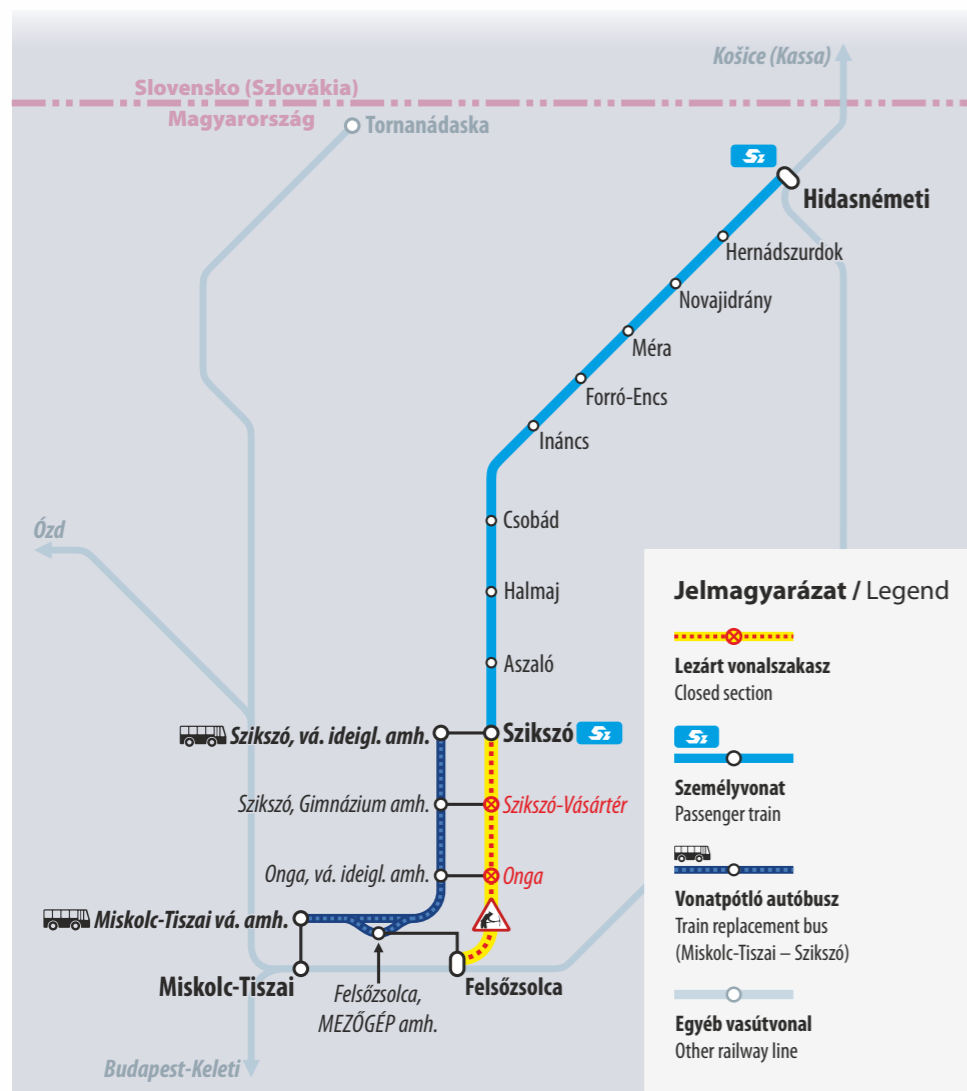 Košice (Kassa)
Slovensko (Szlovákia)
Magyarország
Tornanádaska
Sz
Hidasnémeti
Hernádszurdok
Novajidrány
Méra
Forró-Encs
Ináncs
Csobád
Ózd
Halmaj
Aszaló
Szikszó, vá. ideigl. amh.
Szikszó Sz
Szikszó, Gimnázium amh.
Szikszó-Vásártér
Onga, vá. ideigl. amh.
Onga
Miskolc-Tiszai vá. amh.
Miskolc-Tiszai
Felsőzsolca,
MEZŐGÉP amh.
Felsőzsolca
Budapest-Keleti
Jelmagyarázat / Legend
Lezárt vonalszakasz
Closed section
Sz
Személyvonat
Passenger train
Vonatpótló autóbusz
Train replacement bus
(Miskolc-Tiszai – Szikszó)
Egyéb vasútvonal
Other railway line